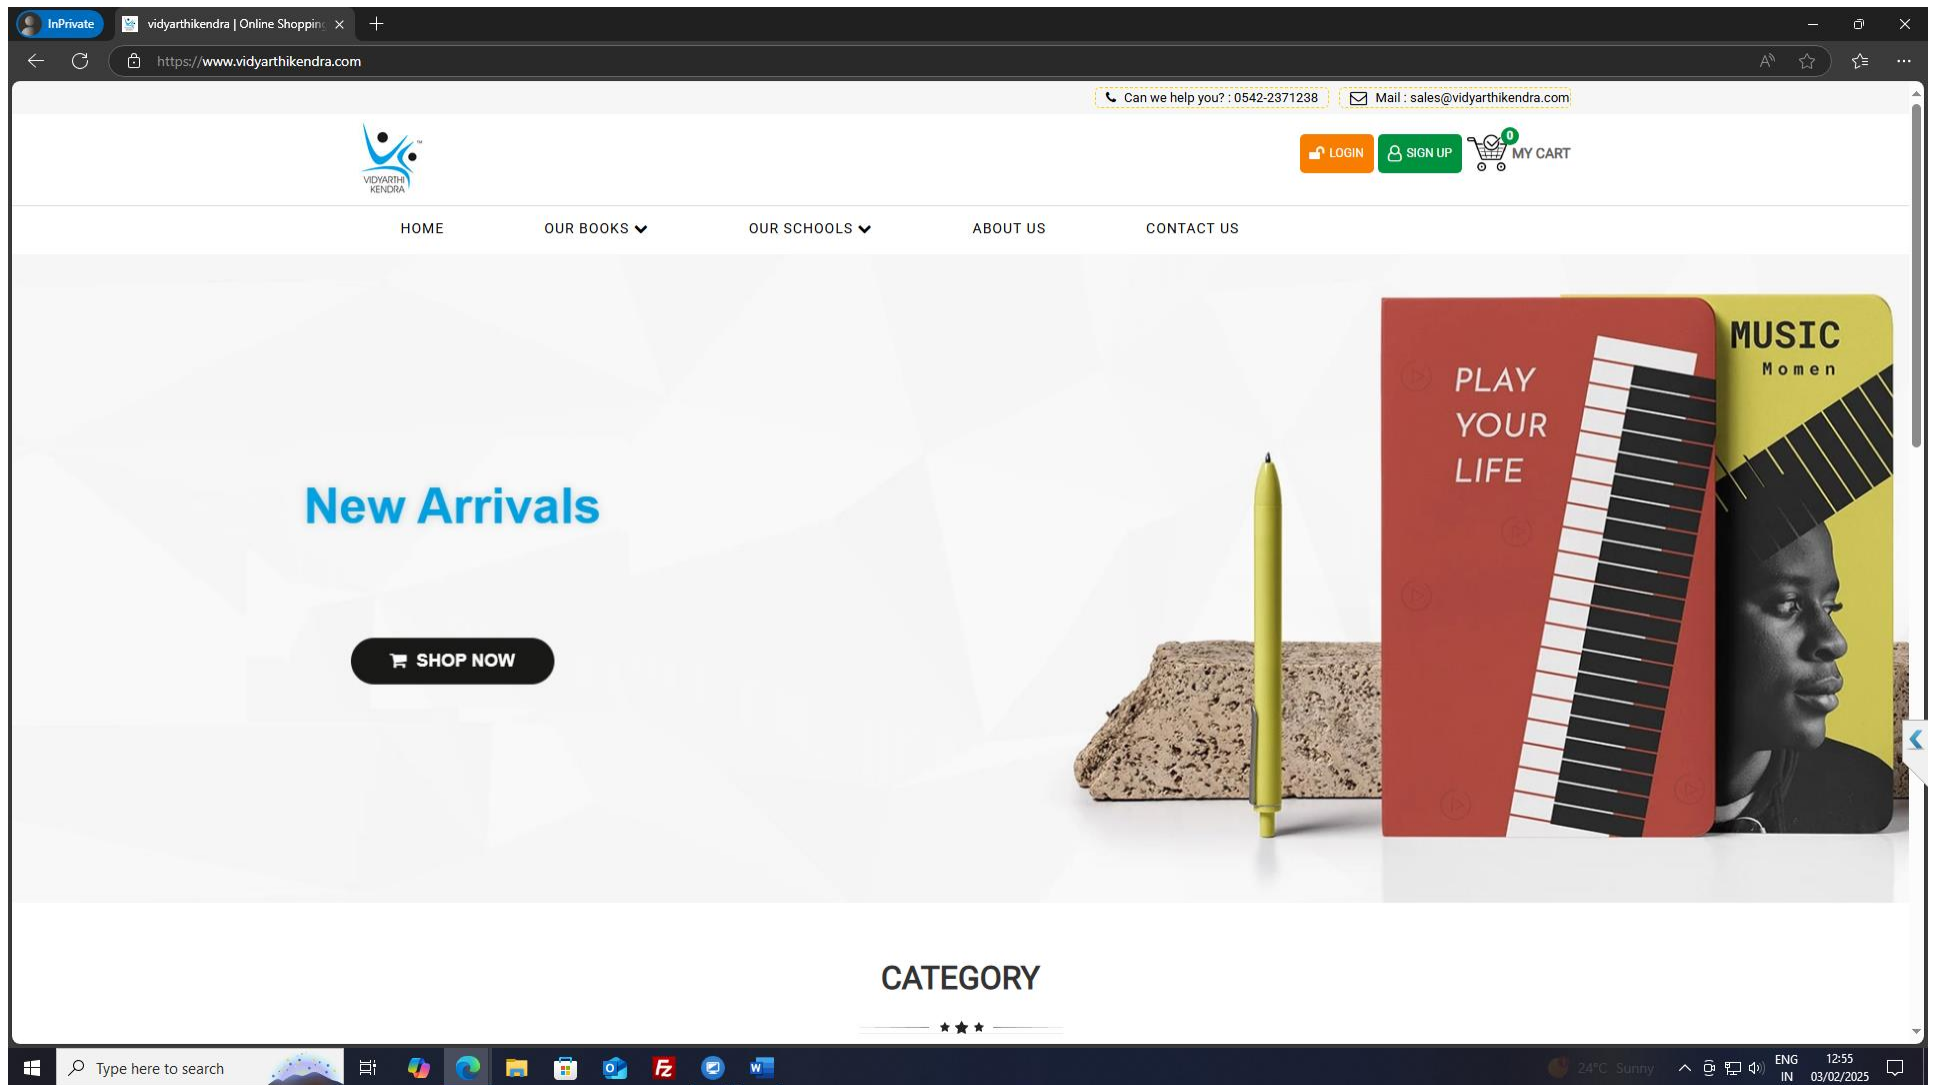 InPrivate
vidyarthikendra | Online Shopping
https://www.vidyarthikendra.com
Can we help you? : 0542-2371238
Mail : sales@vidyarthikendra.com
VIDYARTHI
KENDRA
TM
LOGIN
SIGN UP
0
MY CART
HOME
OUR BOOKS
OUR SCHOOLS
ABOUT US
CONTACT US
New Arrivals
SHOP NOW
PLAY
YOUR
LIFE
MUSIC
Momen
CATEGORY
Type here to search
24°C Sunny
ENG
IN
12:55
03/02/2025